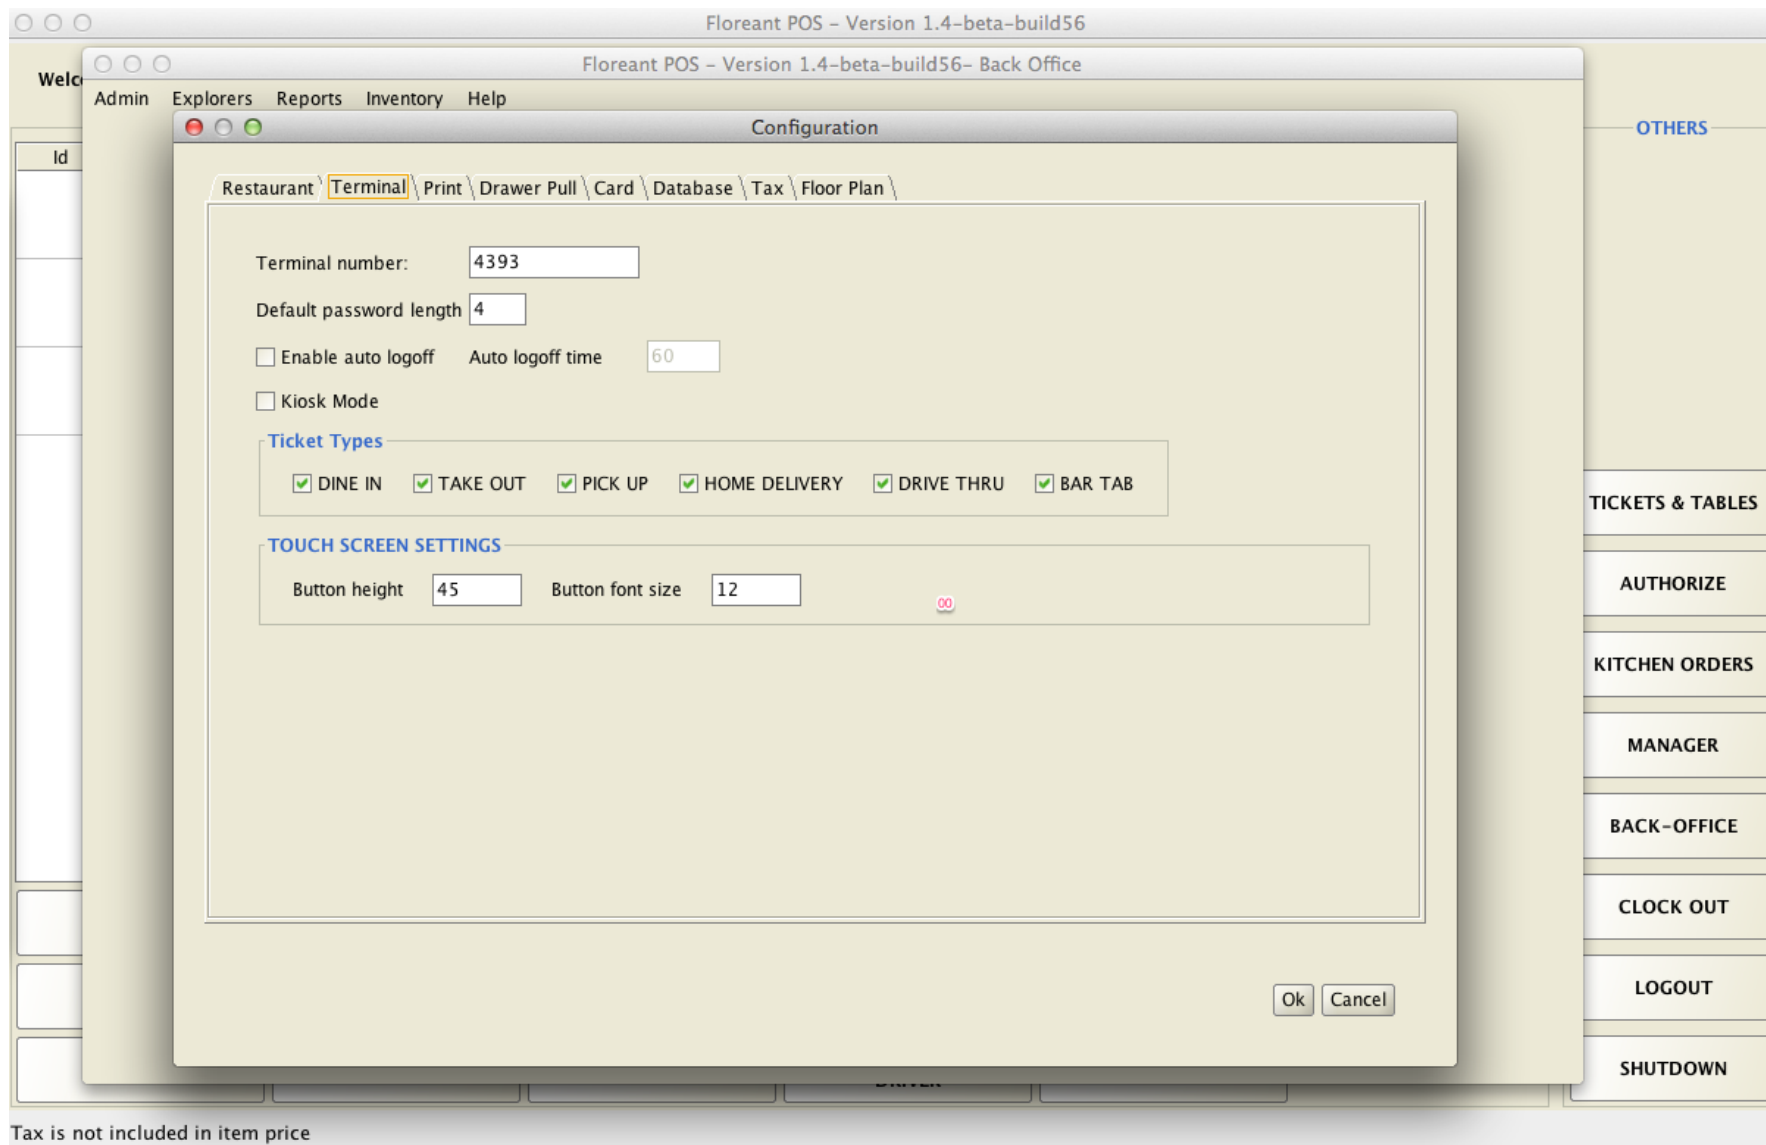 Floreant POS – Version 1.4-beta-build56
Floreant POS – Version 1.4-beta-build56- Back Office
Welc
Admin Explorers Reports Inventory Help
Configuration
OTHERS
Id
Restaurant Terminal Print Drawer Pull Card Database Tax Floor Plan
Terminal number: 4393
Default password length 4
Enable auto logoff Auto logoff time 60
Kiosk Mode
Ticket Types
DINE IN TAKE OUT PICK UP HOME DELIVERY DRIVE THRU BAR TAB
TOUCH SCREEN SETTINGS
Button height 45 Button font size 12
00
TICKETS & TABLES
AUTHORIZE
KITCHEN ORDERS
MANAGER
BACK-OFFICE
CLOCK OUT
LOGOUT
Ok Cancel
SHUTDOWN
DRIVER
Tax is not included in item price